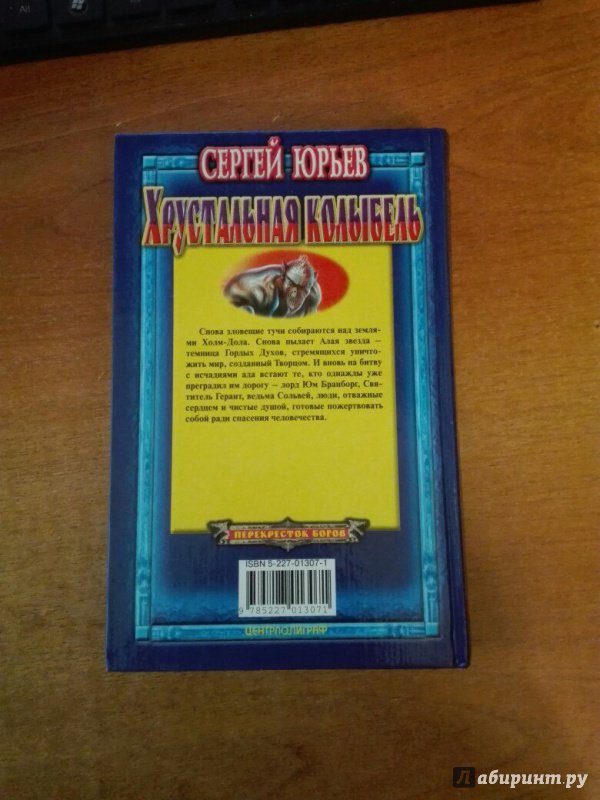 Alt
СЕРГЕЙ ЮРЬЕВ
ХРУСТАЛЬНАЯ КОЛЫБЕЛЬ
Снова зловещие тучи собираются над земля-
ми Холм-Дола. Снова пылает Алая звезда –
темница Гордых Духов, стремящихся уничто-
жить мир, созданный Творцом. И вновь на битву
с исчадиями ада встают те, кто однажды уже
преградил им дорогу – лорд Юм Бранборг, Свя-
титель Герант, ведьма Сольвей, люди, отважные
сердцем и чистые душой, готовые пожертвовать
собой ради спасения человечества.
ПЕРЕКРЕСТОК БОГОВ
ISBN 5-227-01307-1
9 785227 013071
ЦЕНТРПОЛИГРАФ
Лабиринт.ру